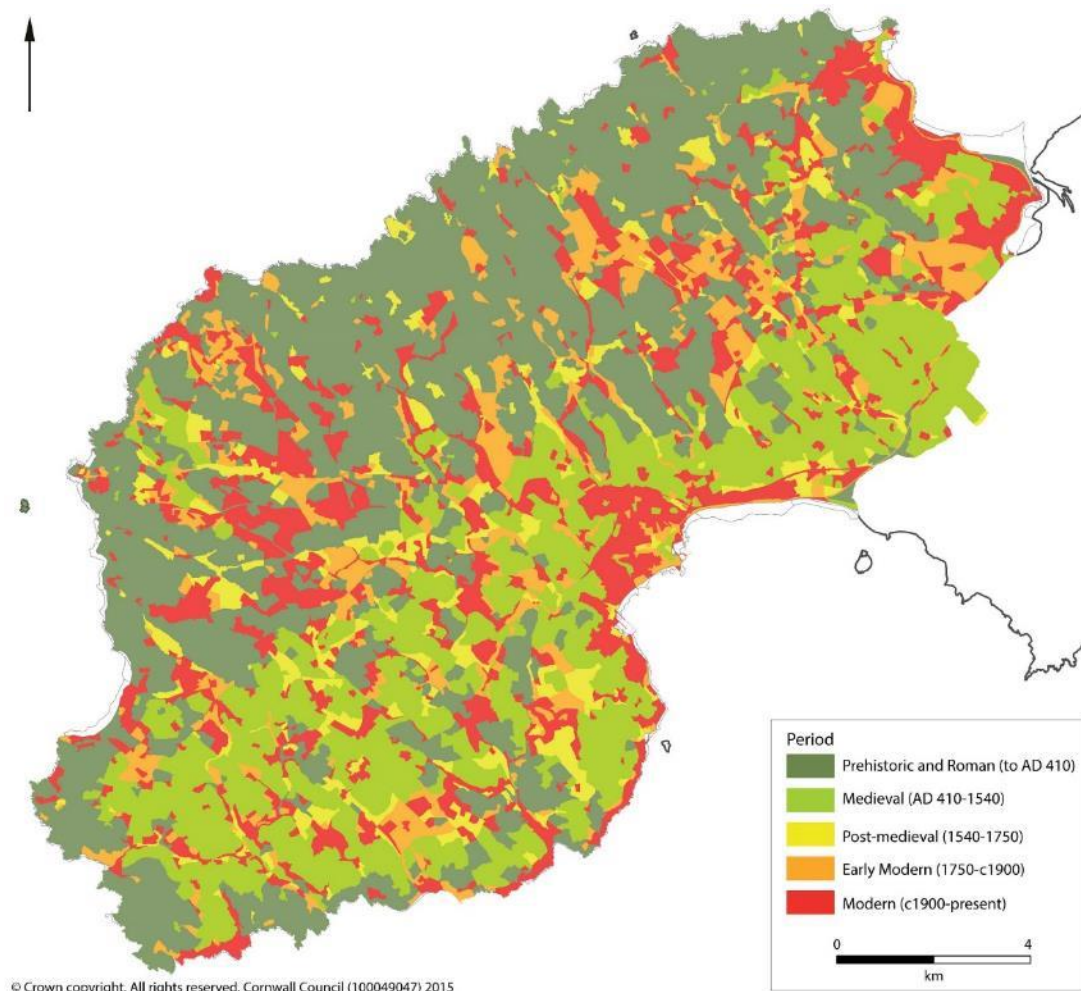 Period
Prehistoric and Roman (to AD 410)
Medieval (AD 410-1540)
Post-medieval (1540-1750)
Early Modern (1750-c1900)
Modern (c1900-present)
0 4
km
© Crown copyright. All rights reserved. Cornwall Council (100049047) 2015